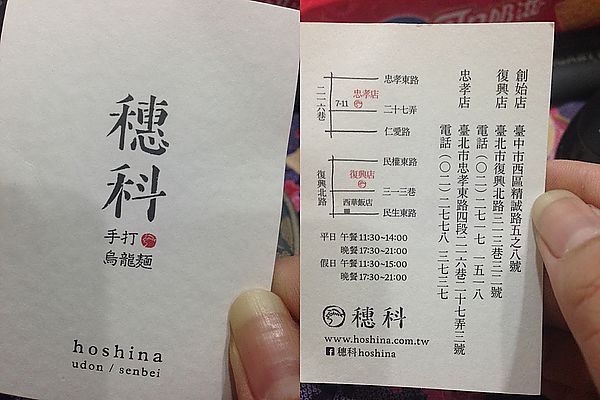 穗科
手打
烏龍麵
hoshina
udon / senbei
創始店 臺中市西區精誠路五之八號
復興店 臺北市復興北路三一三巷三二號
電話(〇二)二七一七 一五一八
忠孝店 臺北市忠孝東路四段二一六巷二十七弄三號
電話(〇二)二七七八 三七三七
忠孝東路
忠孝店
7-11
二一六巷
二十七弄
仁愛路
民權東路
復興店
復興北路
三一三巷
西華飯店
民生東路
平日 午餐 11:30~14:00
晚餐 17:30~21:00
假日 午餐 11:30~15:00
晚餐 17:30~21:00
穗科
www.hoshina.com.tw
f 穗科hoshina